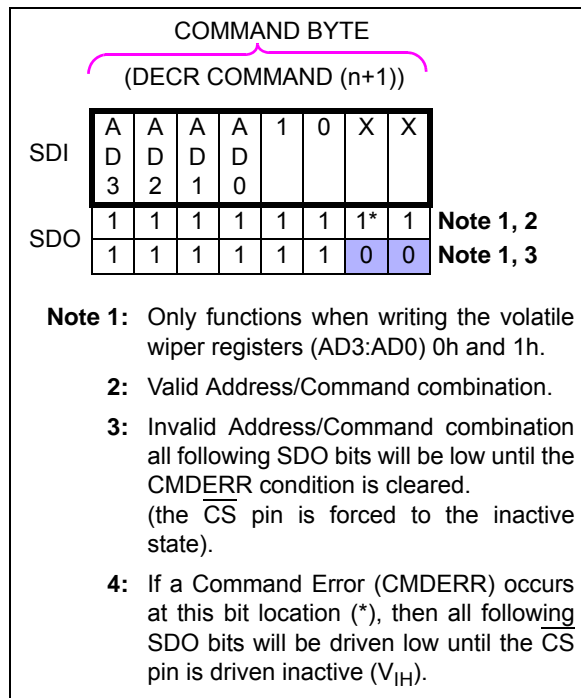 COMMAND BYTE
(DECR COMMAND (n+1))
SDI A A A A 1 0 X X
D D D D
3 2 1 0
SDO 1 1 1 1 1 1 1* 1 Note 1, 2
1 1 1 1 1 1 0 0 Note 1, 3
Note 1: Only functions when writing the volatile
wiper registers (AD3:AD0) 0h and 1h.
2: Valid Address/Command combination.
3: Invalid Address/Command combination
all following SDO bits will be low until the
CMDERR condition is cleared.
(the CS pin is forced to the inactive
state).
4: If a Command Error (CMDERR) occurs
at this bit location (*), then all following
SDO bits will be driven low until the CS
pin is driven inactive (VIH).